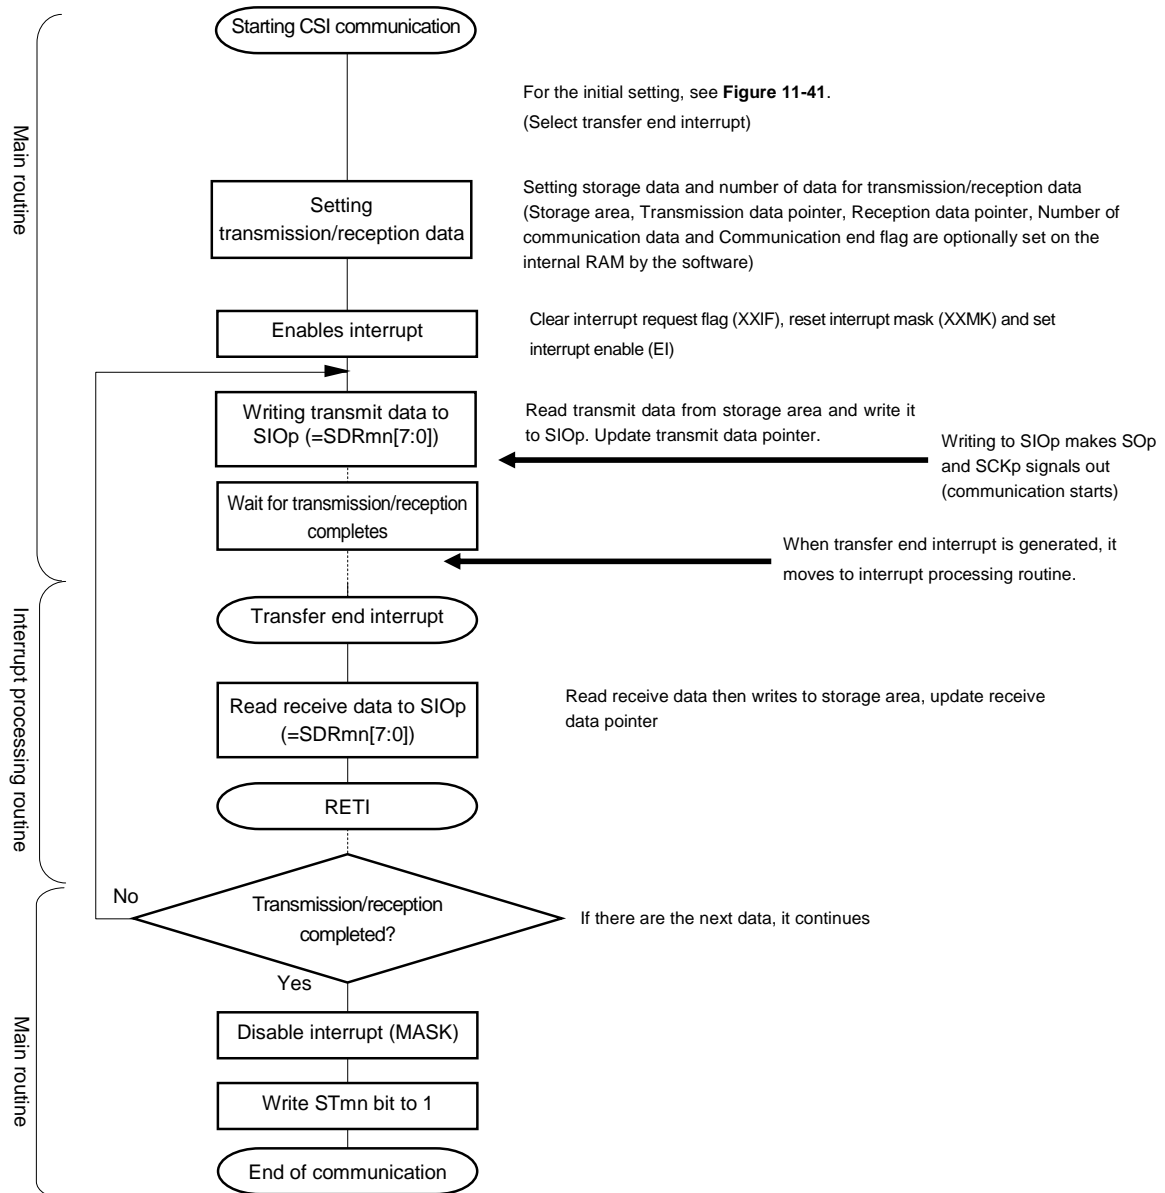 Main routine
Starting CSI communication
For the initial setting, see Figure 11-41.
(Select transfer end interrupt)
Setting
transmission/reception data
Setting storage data and number of data for transmission/reception data
(Storage area, Transmission data pointer, Reception data pointer, Number of
communication data and Communication end flag are optionally set on the
internal RAM by the software)
Enables interrupt
Clear interrupt request flag (XXIF), reset interrupt mask (XXMK) and set
interrupt enable (EI)
Writing transmit data to
SIOp (=SDRmn[7:0])
Read transmit data from storage area and write it
to SIOp. Update transmit data pointer.
Writing to SIOp makes SOp
and SCKp signals out
(communication starts)
Wait for transmission/reception
completes
When transfer end interrupt is generated, it
moves to interrupt processing routine.
Interrupt processing routine
Transfer end interrupt
Read receive data to SIOp
(=SDRmn[7:0])
Read receive data then writes to storage area, update receive
data pointer
RETI
No
Transmission/reception
completed?
If there are the next data, it continues
Yes
Main routine
Disable interrupt (MASK)
Write STmn bit to 1
End of communication